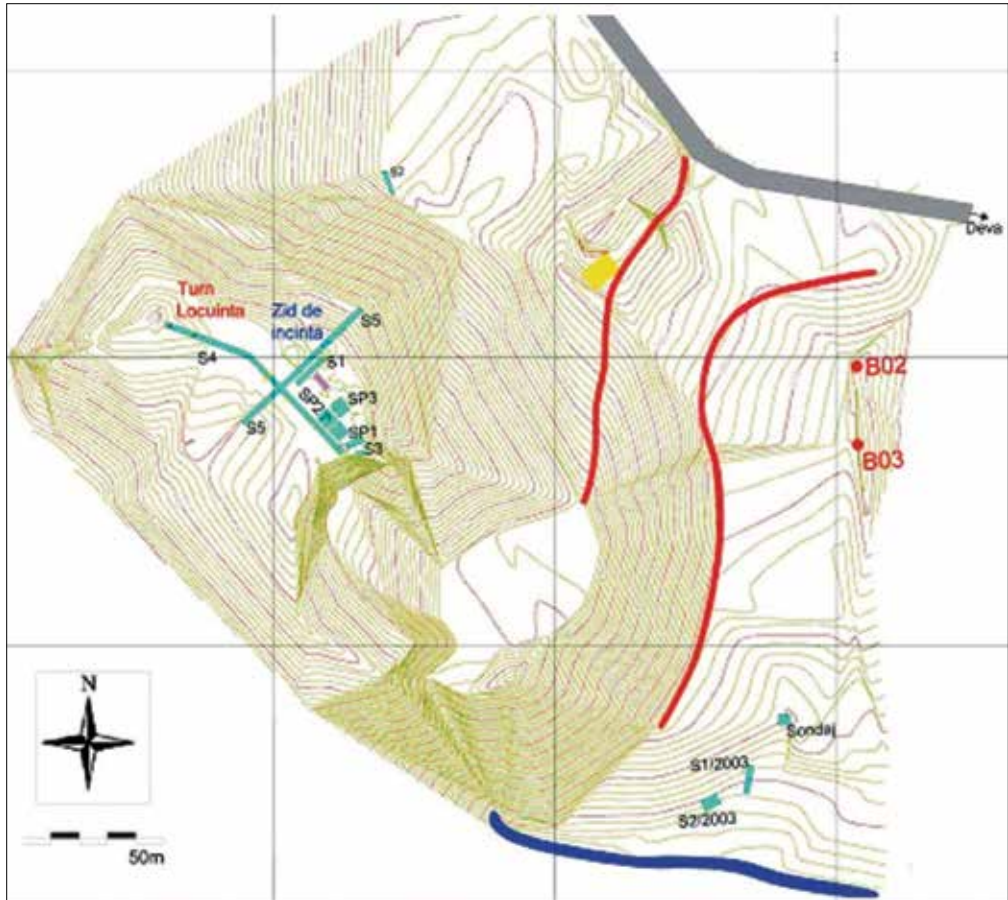 S2
Deva
Turn
Locuinta
Zid de
incinta
S5
S4
S1
B02
SP3
SP2
S5
SP1
S3
B03
N
Sondaj
S1/2003
S2/2003
50m